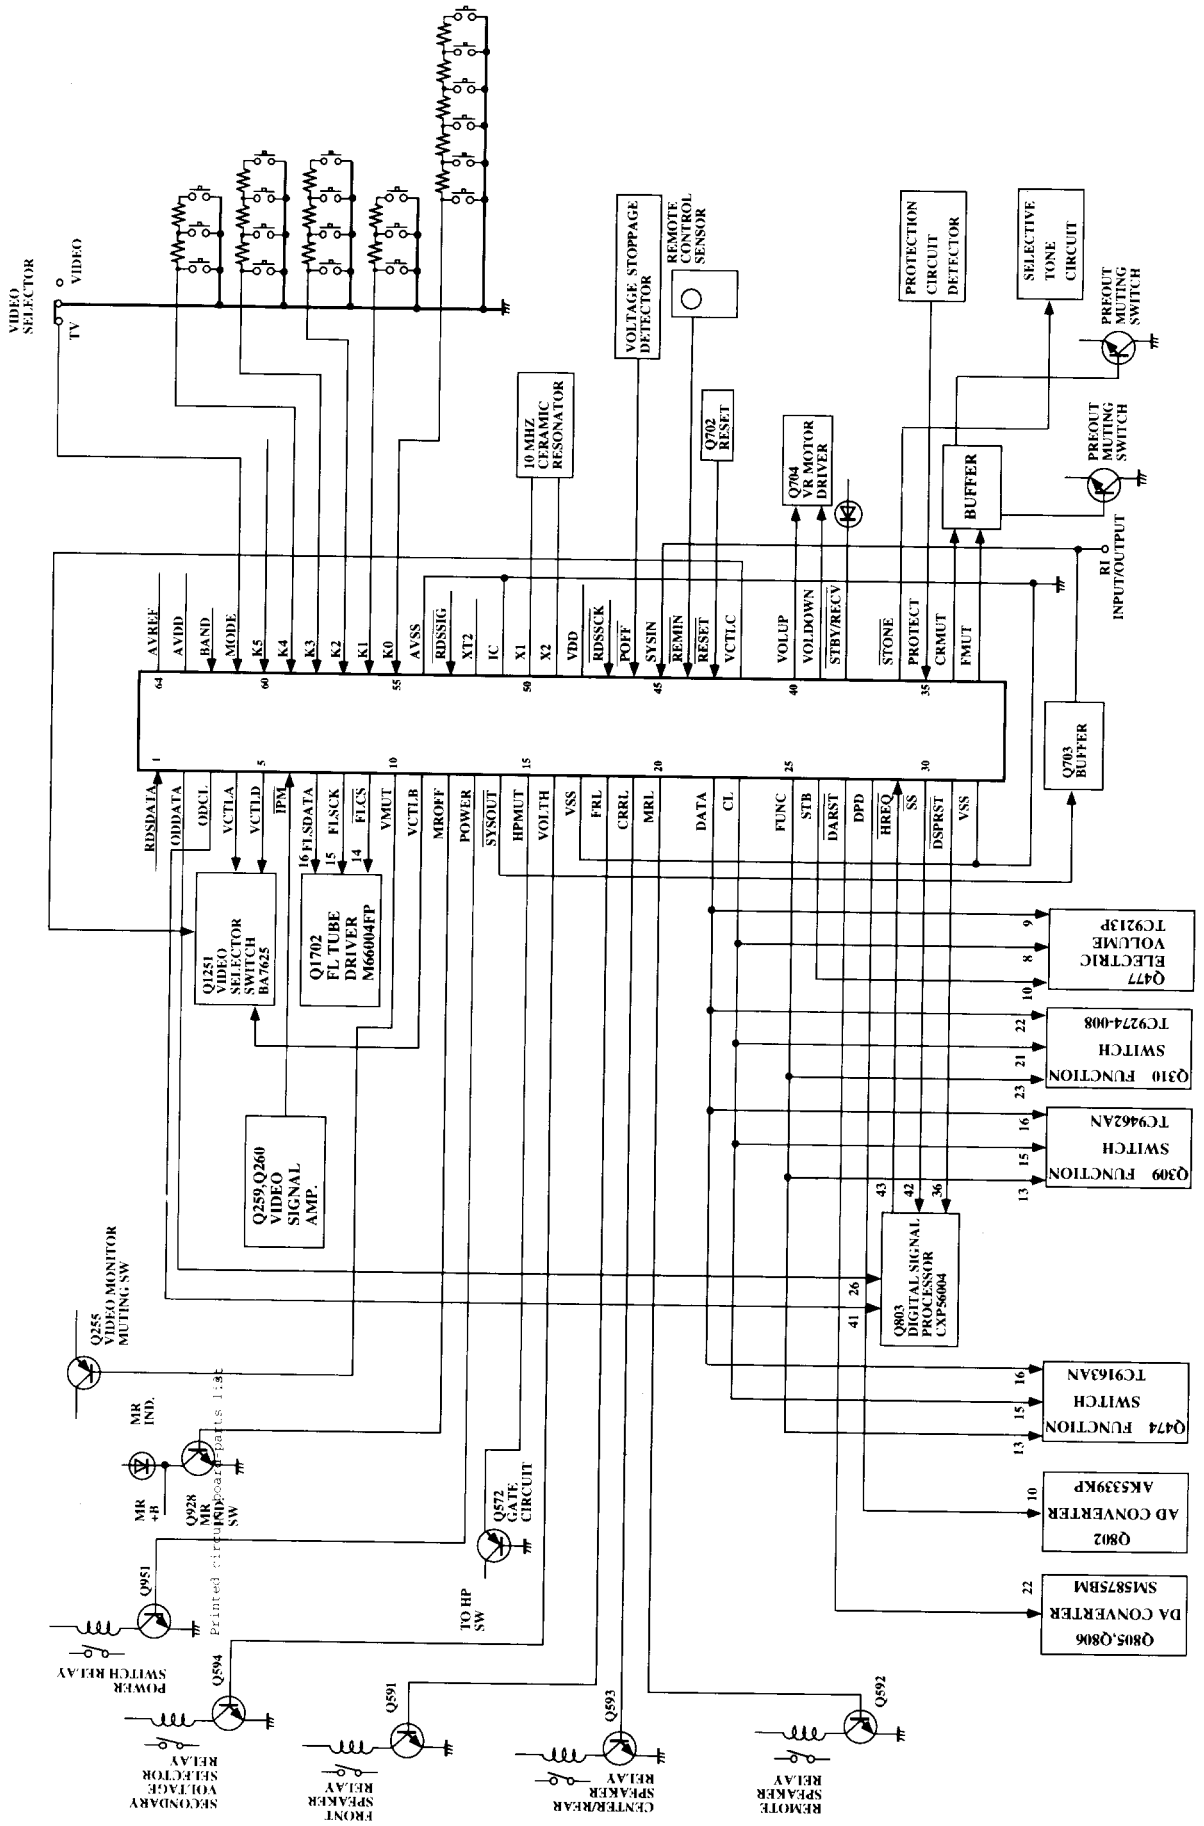 VIDEO
SELECTOR
TV
VIDEO
10 MHZ
CERAMIC
RESONATOR
VOLTAGE STOPPAGE
DETECTOR
REMOTE
CONTROL
SENSOR
Q702
RESET
Q704
VR MOTOR
DRIVER
PROTECTION
CIRCUIT
DETECTOR
SELECTIVE
TONE
CIRCUIT
BUFFER
PREOUT
MUTING
SWITCH
PREOUT
MUTING
SWITCH
RI
INPUT/OUTPUT
Q703
BUFFER
AVREF
AVDD
BAND
MODE
K5
K4
K3
K2
K1
K0
AVSS
RDSSIG
XT2
IC
X1
X2
VDD
RDSSCK
POFF
SYSIN
REMIN
RESET
VCTLC
VOLUP
VOLDOWN
STBY/RECV
STONE
PROTECT
CRMUT
FMUT
64
60
55
50
45
40
35
1
5
10
15
20
25
30
RDSDATA
ODDATA
ODCL
VCTLA
VCTLD
IPM
FLSDATA
FLSCK
FLCS
VMUT
VCTLB
MROFF
POWER
SYSOUT
HPMUT
VOLTH
VSS
FRL
CRRL
MRL
DATA
CL
FUNC
STB
DARST
DPD
HREQ
SS
DSPRST
VSS
16
15
14
Q1251
VIDEO
SELECTOR
SWITCH
BA7625
Q1702
FL TUBE
DRIVER
M66004FP
Q259,Q260
VIDEO
SIGNAL
AMP.
Q255
VIDEO MONITOR
MUTING SW
MR
IND.
MR
+B
Q928
MR
IND.
SW
Printed circuit board-parts list
Q951
POWER
SWITCH RELAY
Q594
SECONDARY
VOLTAGE
SELECTOR
RELAY
Q572
GATE
CIRCUIT
TO HP
SW
Q591
FRONT
SPEAKER
RELAY
Q593
CENTER/REAR
SPEAKER
RELAY
Q592
REMOTE
SPEAKER
RELAY
9
8
10
Q477
ELECTRIC
VOLUME
TC9213P
22
21
23
Q310 FUNCTION
SWITCH
TC9274-008
16
15
13
Q309 FUNCTION
SWITCH
TC9462AN
43
42
36
26
41
Q803
DIGITAL SIGNAL
PROCESSOR
CXP56004
16
15
13
Q474 FUNCTION
SWITCH
TC9163AN
10
Q802
AD CONVERTER
AK5339KP
22
Q805,Q806
DA CONVERTER
SM5875BM